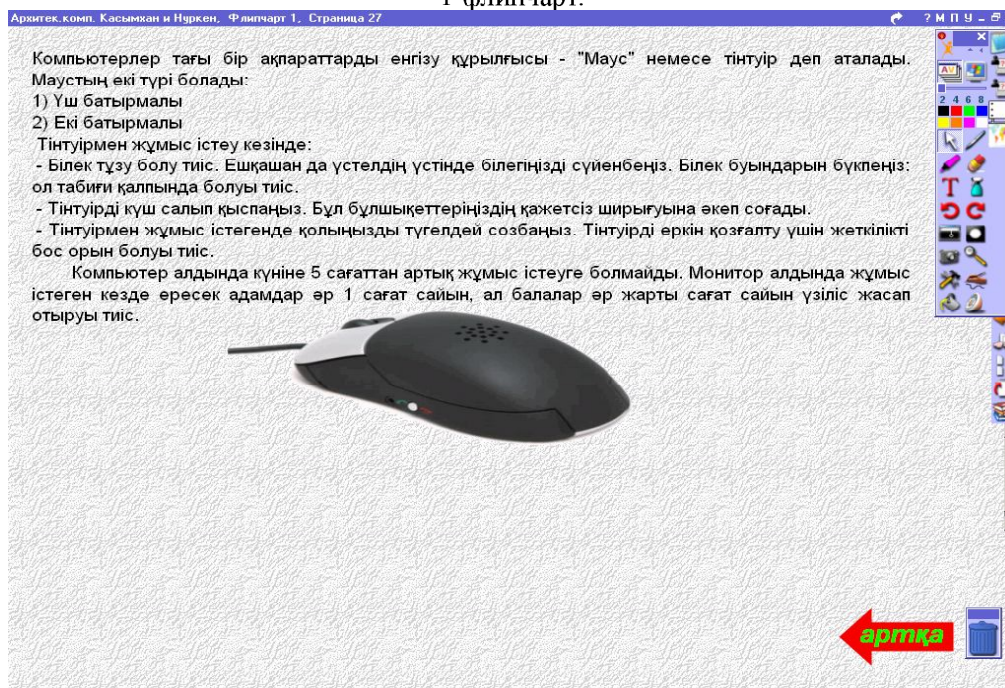 1 флипчарт.
Архитек.комп. Касымхан и Нуркен, Флипчарт 1, Страница 27
? М П У
Компьютерлер тағы бір ақпараттарды енгізу құрылғысы - "Маус" немесе тінтуір деп аталады.
Маустың екі түрі болады:
1) Үш батырмалы
2) Екі батырмалы
Тінтуірмен жұмыс істеу кезінде:
- Білек тұзу болу тиіс. Ешқашан да үстелдің үстінде білегіңізді сүйенбеңіз. Білек буындарын бүкпеңіз:
ол табиғи қалпында болуы тиіс.
- Тінтуірді күш салып қыспаңыз. Бұл бұлшықеттеріңіздің қажетсіз ширығуына әкеп соғады.
- Тінтуірмен жұмыс істегенде қолыңызды түгелдей созбаңыз. Тінтуірді еркін қозғалту үшін жеткілікті
бос орын болуы тиіс.
Компьютер алдында күніне 5 сағаттан артық жұмыс істеуге болмайды. Монитор алдында жұмыс
істеген кезде ересек адамдар әр 1 сағат сайын, ал балалар әр жарты сағат сайын үзіліс жасап
отыруы тиіс.
2 4 6 8
артқа